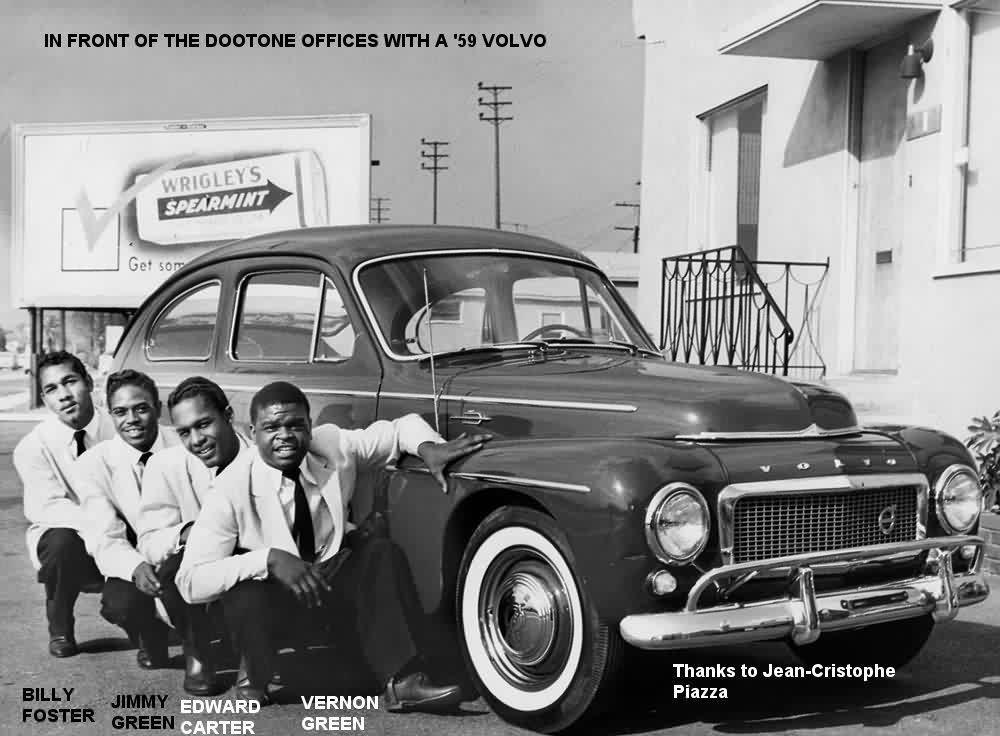 IN FRONT OF THE DOOTONE OFFICES WITH A '59 VOLVO
WRIGLEY'S
SPEARMINT
Get som
VOLVO
BILLY
FOSTER
JIMMY
GREEN
EDWARD
CARTER
VERNON
GREEN
Thanks to Jean-Cristophe
Piazza